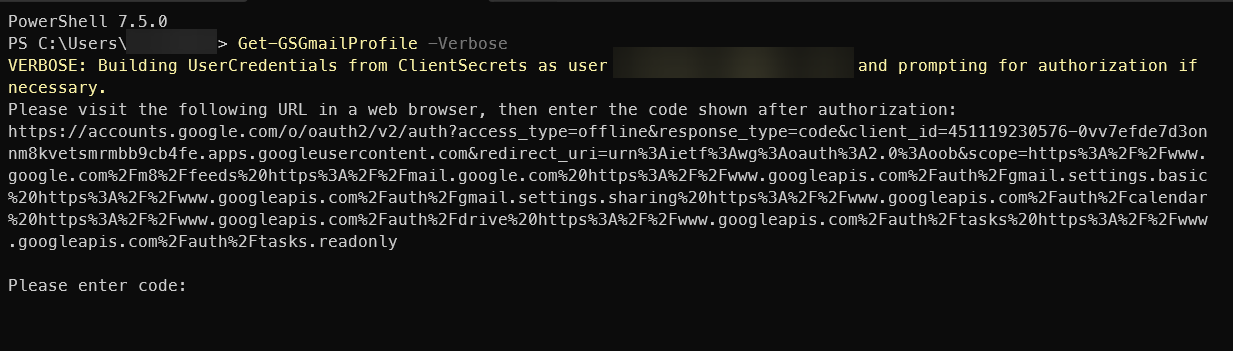 PowerShell 7.5.0
PS C:\Users\ > Get-GSGmailProfile -Verbose
VERBOSE: Building UserCredentials from ClientSecrets as user and prompting for authorization if
necessary.
Please visit the following URL in a web browser, then enter the code shown after authorization:
https://accounts.google.com/o/oauth2/v2/auth?access_type=offline&response_type=code&client_id=451119230576-0vv7efde7d3on
nm8kvetsmrmbb9cb4fe.apps.googleusercontent.com&redirect_uri=urn%3Aietf%3Awg%3Aoauth%3A2.0%3Aoob&scope=https%3A%2F%2Fwww.
google.com%2Fm8%2Ffeeds%20https%3A%2F%2Fmail.google.com%20https%3A%2F%2Fwww.googleapis.com%2Fauth%2Fgmail.settings.basic
%20https%3A%2F%2Fwww.googleapis.com%2Fauth%2Fgmail.settings.sharing%20https%3A%2F%2Fwww.googleapis.com%2Fauth%2Fcalendar
%20https%3A%2F%2Fwww.googleapis.com%2Fauth%2Fdrive%20https%3A%2F%2Fwww.googleapis.com%2Fauth%2Ftasks%20https%3A%2F%2Fwww
.googleapis.com%2Fauth%2Ftasks.readonly
Please enter code: